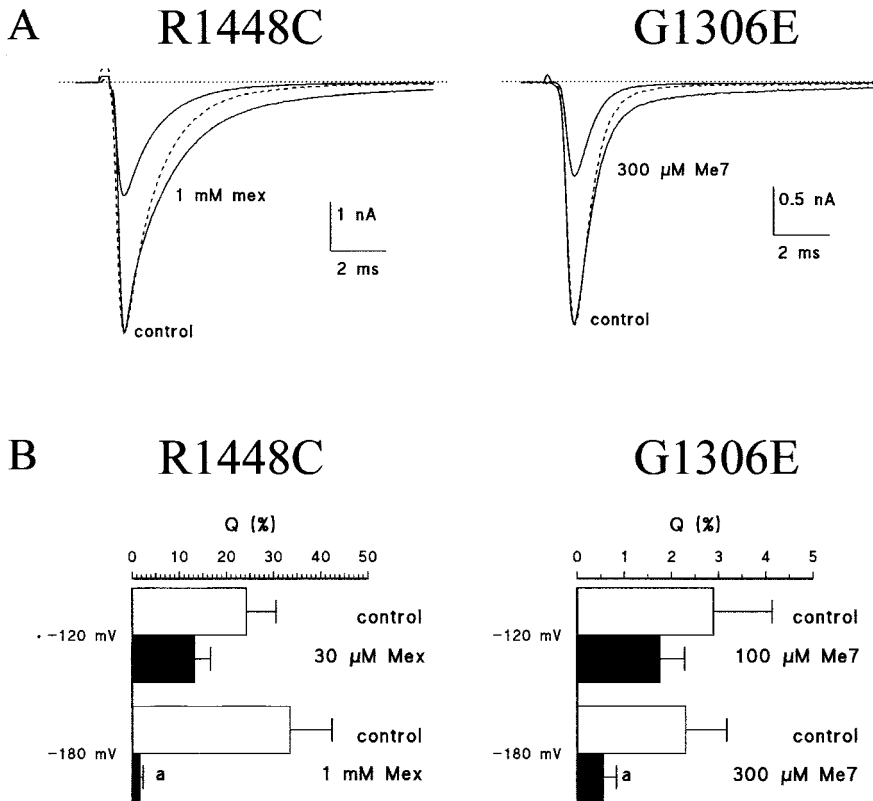 A
R1448C
G1306E
1 mM mex
1 nA
2 ms
control
300 µM Me7
0.5 nA
2 ms
control
B
R1448C
G1306E
Q (%)
0 10 20 30 40 50
control
-120 mV
30 µM Mex
control
-180 mV
a
1 mM Mex
Q (%)
0 1 2 3 4 5
control
-120 mV
100 µM Me7
control
-180 mV
a
300 µM Me7